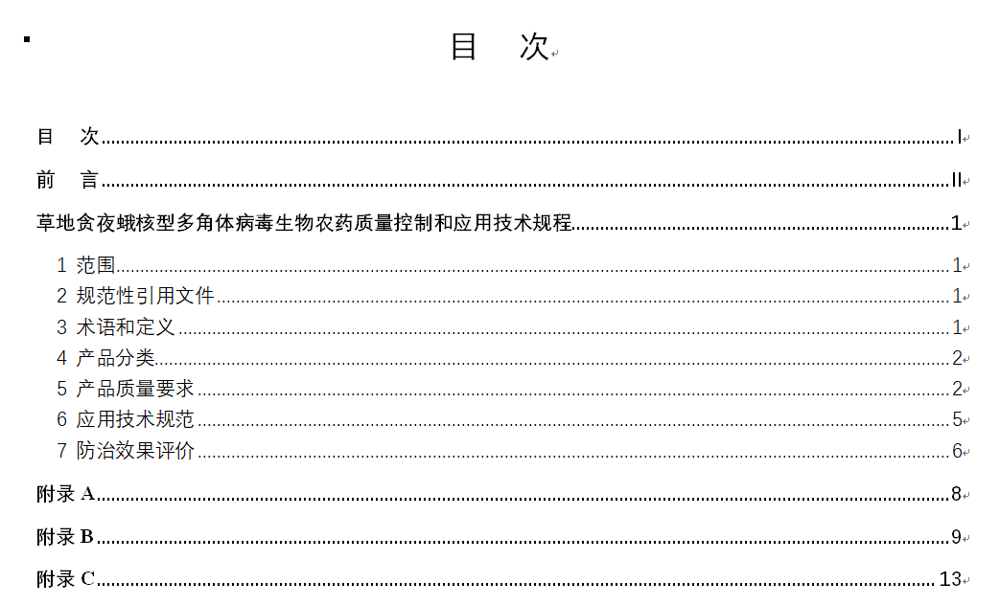 目 次
目 次 I
前 言 II
草地贪夜蛾核型多角体病毒生物农药质量控制和应用技术规程 1
1 范围 1
2 规范性引用文件 1
3 术语和定义 1
4 产品分类 2
5 产品质量要求 2
6 应用技术规范 5
7 防治效果评价 6
附录 A 8
附录 B 9
附录 C 13